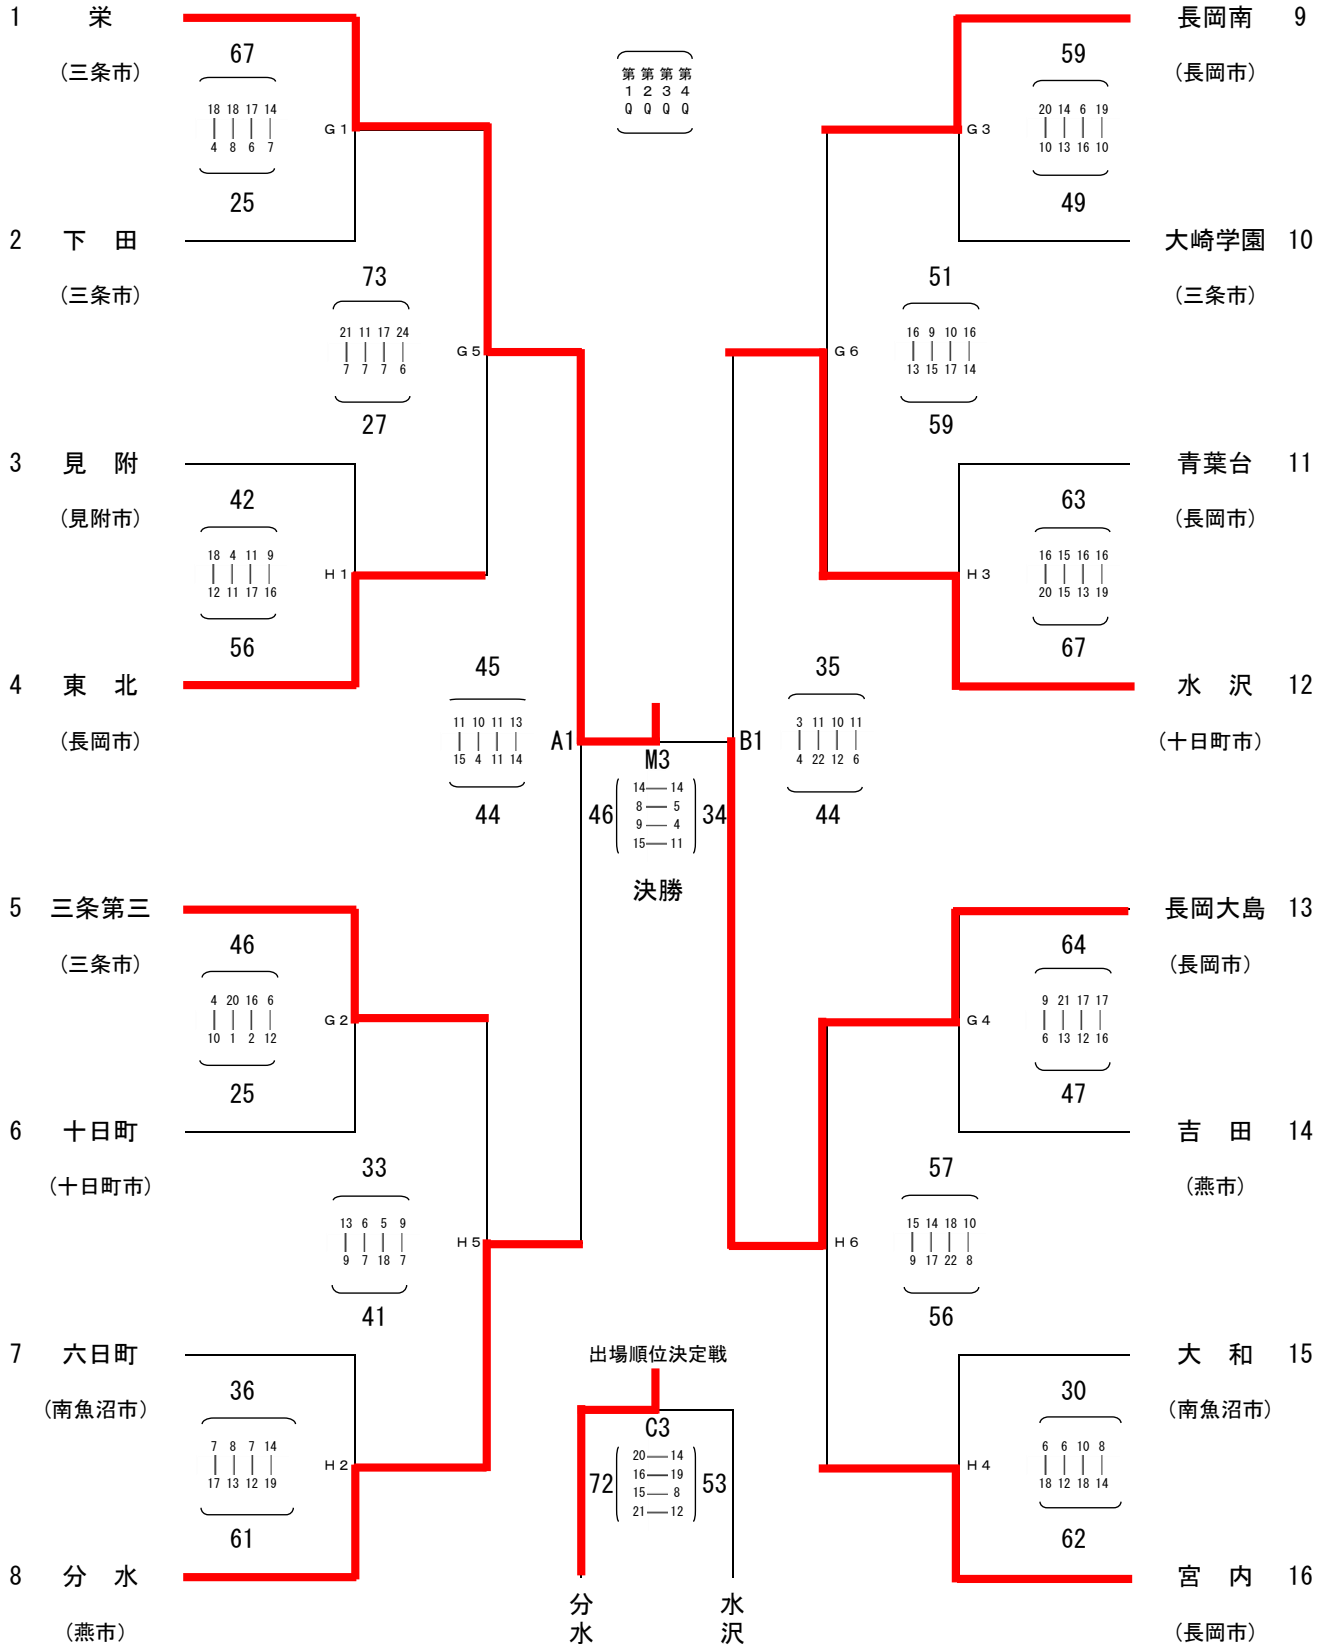 1 栄
(三条市)
67
18 18 17 14
4 8 6 7
G1
25
2 下 田
(三条市)
73
21 11 17 24
7 7 7 6
G5
27
3 見 附
(見附市)
42
18 4 11 9
12 11 17 16
H1
56
4 東 北
(長岡市)
45
11 10 11 13
15 4 11 14
A1
44
5 三条第三
(三条市)
46
4 20 16 6
10 1 2 12
G2
25
6 十日町
(十日町市)
33
13 6 5 9
9 7 18 7
H5
41
7 六日町
(南魚沼市)
36
7 8 7 14
17 13 12 19
H2
61
8 分 水
(燕市)
第1Q 第2Q 第3Q 第4Q
M3
46
14 14
8 5
9 4
15 11
34
決勝
出場順位決定戦
C3
72
20 14
16 19
15 8
21 12
53
分水
水沢
長岡南 9
(長岡市)
59
20 14 6 19
10 13 16 10
G3
49
大崎学園 10
(三条市)
51
16 9 10 16
13 15 17 14
G6
59
青葉台 11
(長岡市)
63
16 15 16 16
20 15 13 19
H3
67
水 沢 12
(十日町市)
35
3 11 10 11
4 22 12 6
B1
44
長岡大島 13
(長岡市)
64
9 21 17 17
6 13 12 16
G4
47
吉 田 14
(燕市)
57
15 14 18 10
9 17 22 8
H6
56
大 和 15
(南魚沼市)
30
6 6 10 8
18 12 18 14
H4
62
宮 内 16
(長岡市)